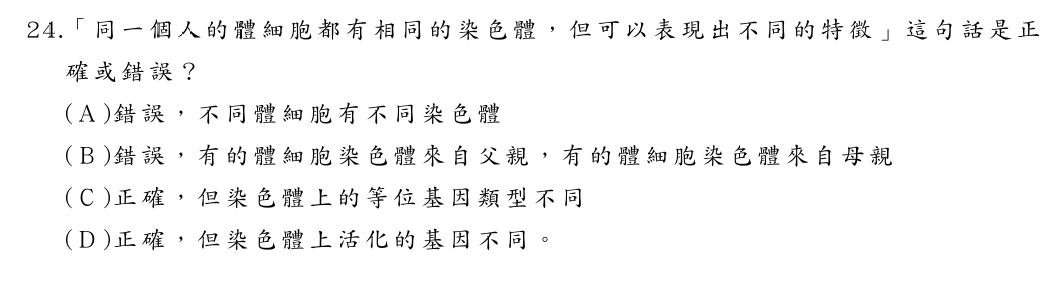 24.「同一個人的體細胞都有相同的染色體，但可以表現出不同的特徵」這句話是正
確或錯誤？
(A)錯誤，不同體細胞有不同染色體
(B)錯誤，有的體細胞染色體來自父親，有的體細胞染色體來自母親
(C)正確，但染色體上的等位基因類型不同
(D)正確，但染色體上活化的基因不同。